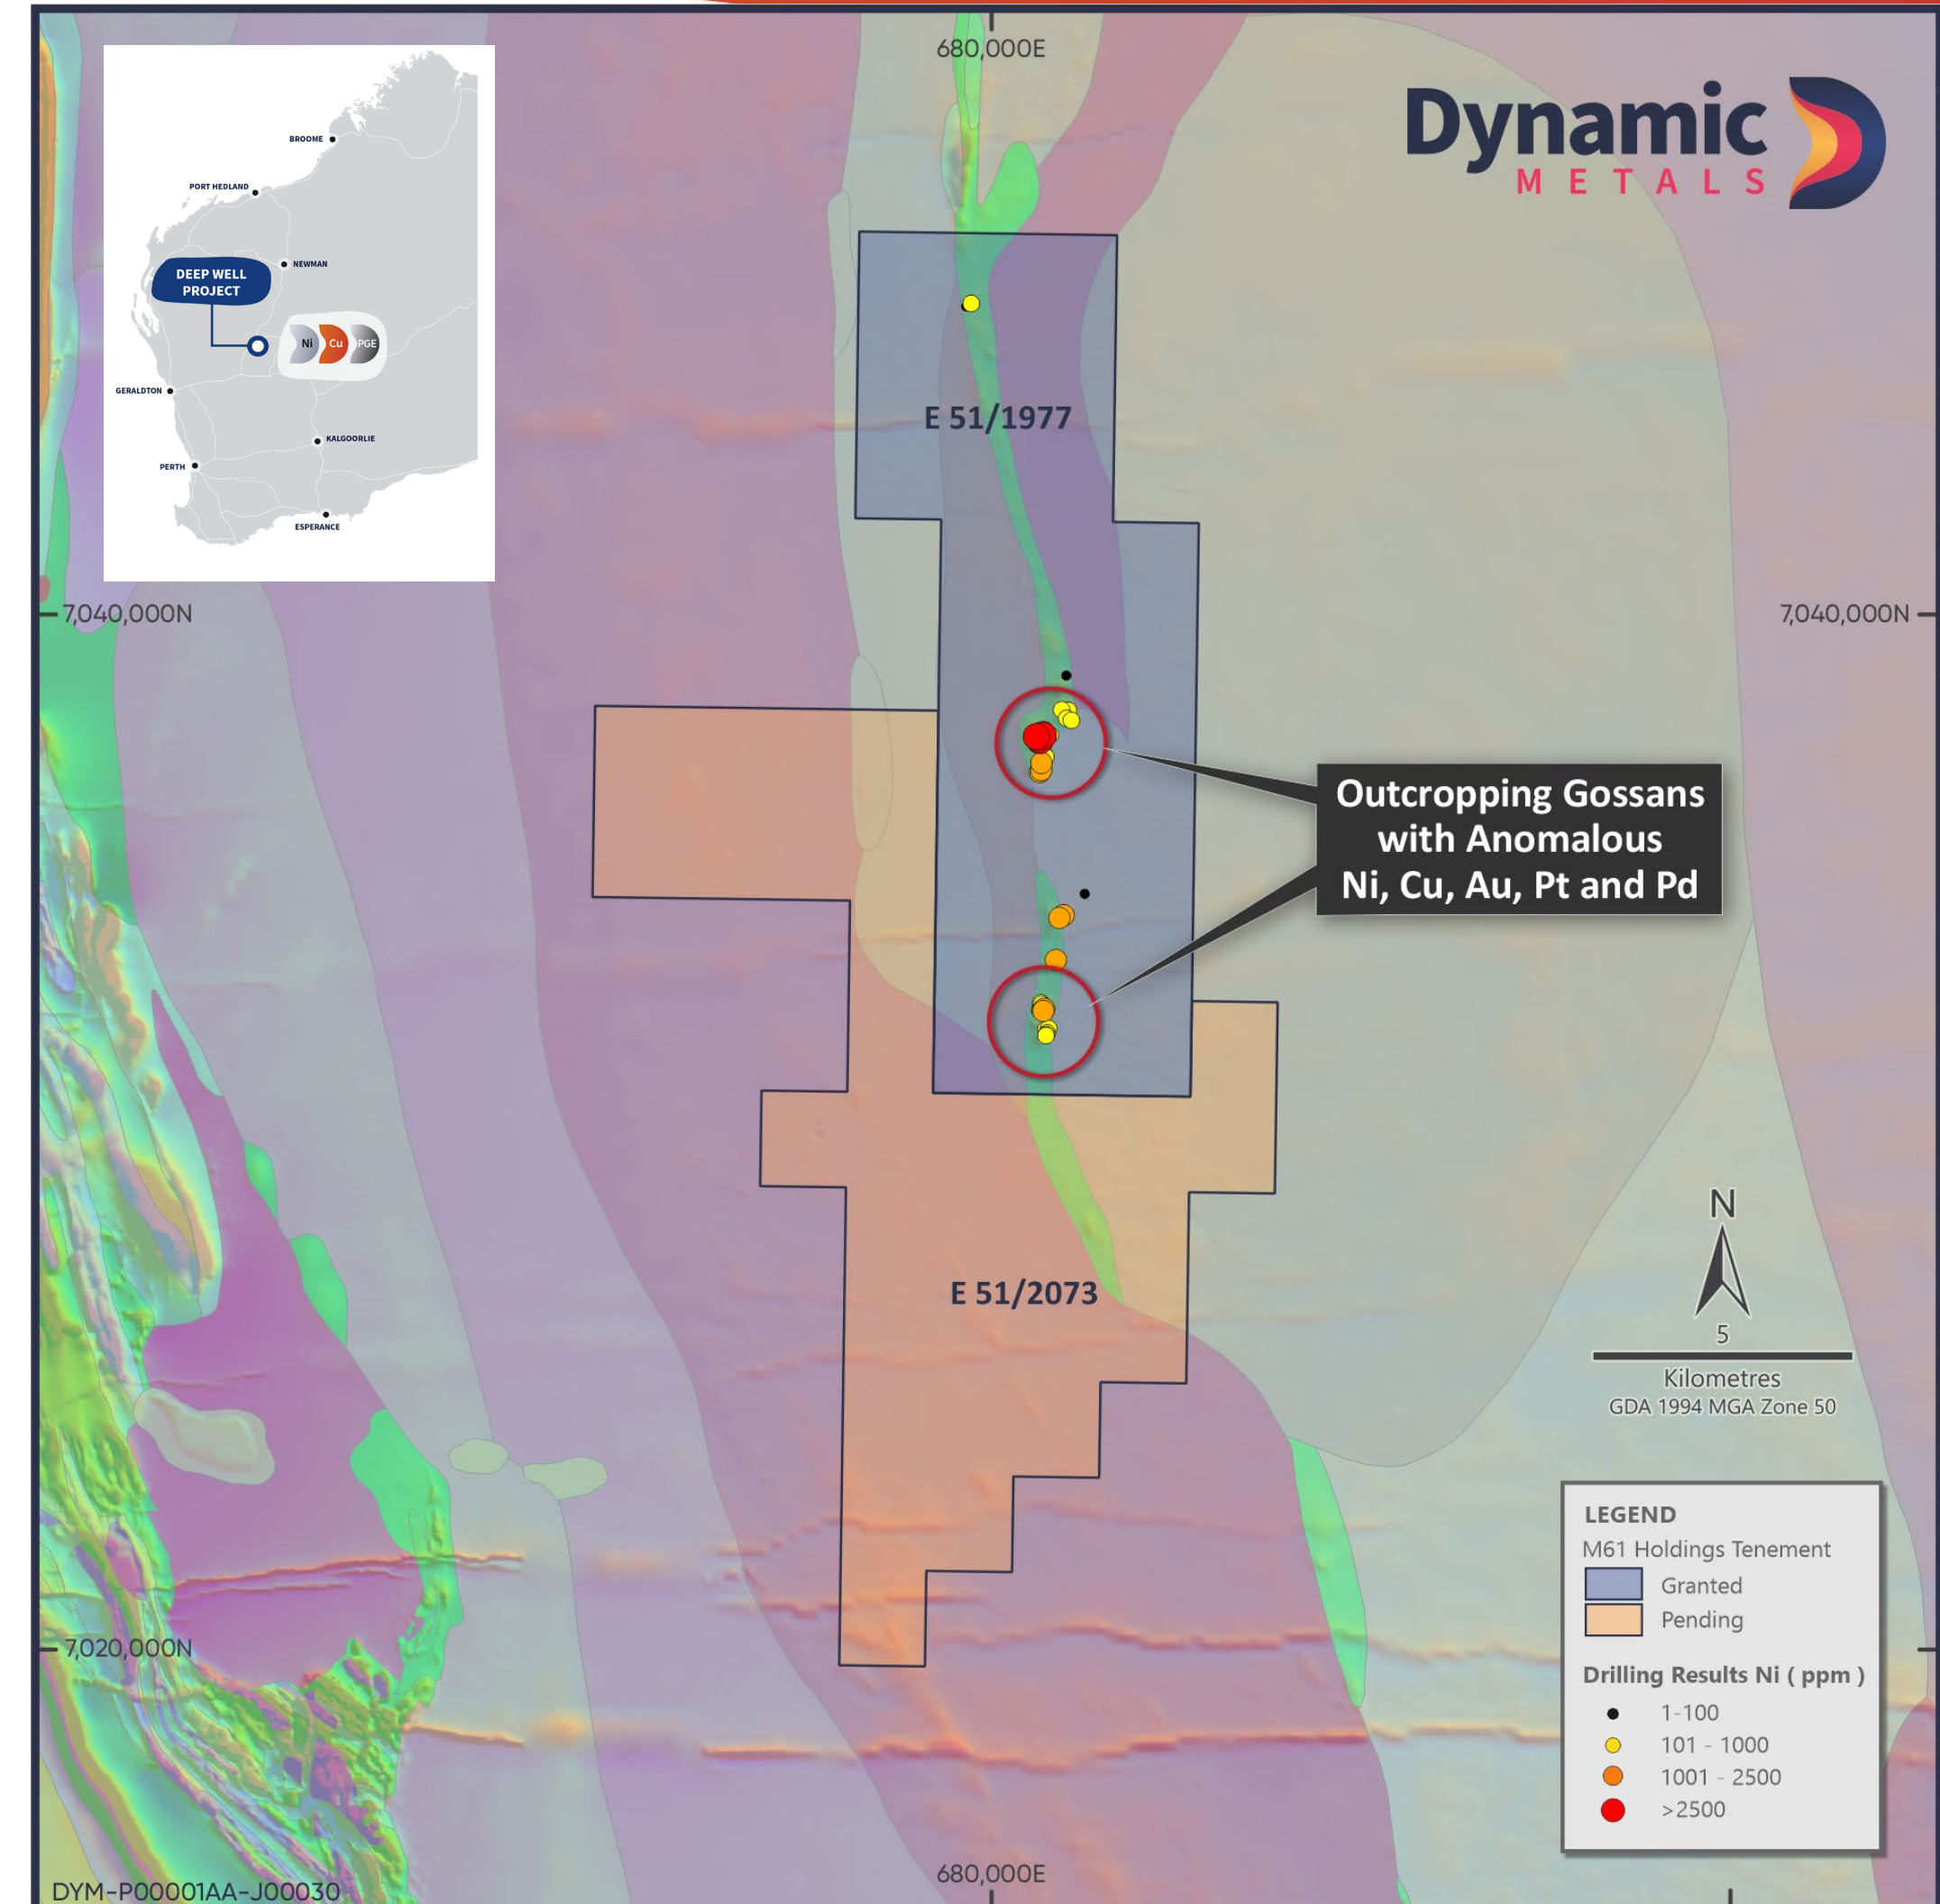 680,000E
Dynamic
METALS
BROOME
PORT HEDLAND
NEWMAN
DEEP WELL
PROJECT
Ni Cu PGE
GERALDTON
KALGOORLIE
PERTH
ESPERANCE
E 51/1977
7,040,000N
7,040,000N
Outcropping Gossans
with Anomalous
Ni, Cu, Au, Pt and Pd
E 51/2073
N
5
Kilometres
GDA 1994 MGA Zone 50
7,020,000N
LEGEND
M61 Holdings Tenement
Granted
Pending
Drilling Results Ni ( ppm )
1-100
101 - 1000
1001 - 2500
>2500
680,000E
DYM-P00001AA-J00030